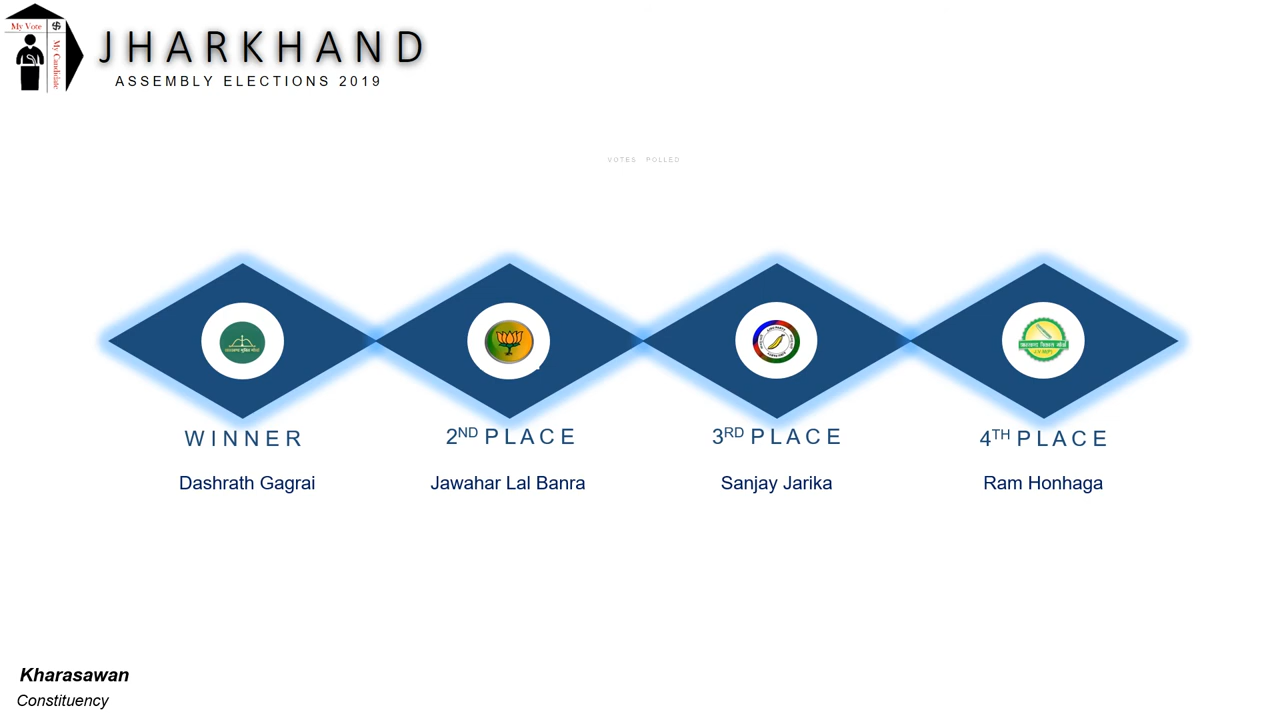 My Vote
My Candidate
JHARKHAND
ASSEMBLY ELECTIONS 2019
VOTES POLLED
WINNER
2ND PLACE
3RD PLACE
4TH PLACE
Dashrath Gagrai
Jawahar Lal Banra
Sanjay Jarika
Ram Honhaga
Kharasawan
Constituency